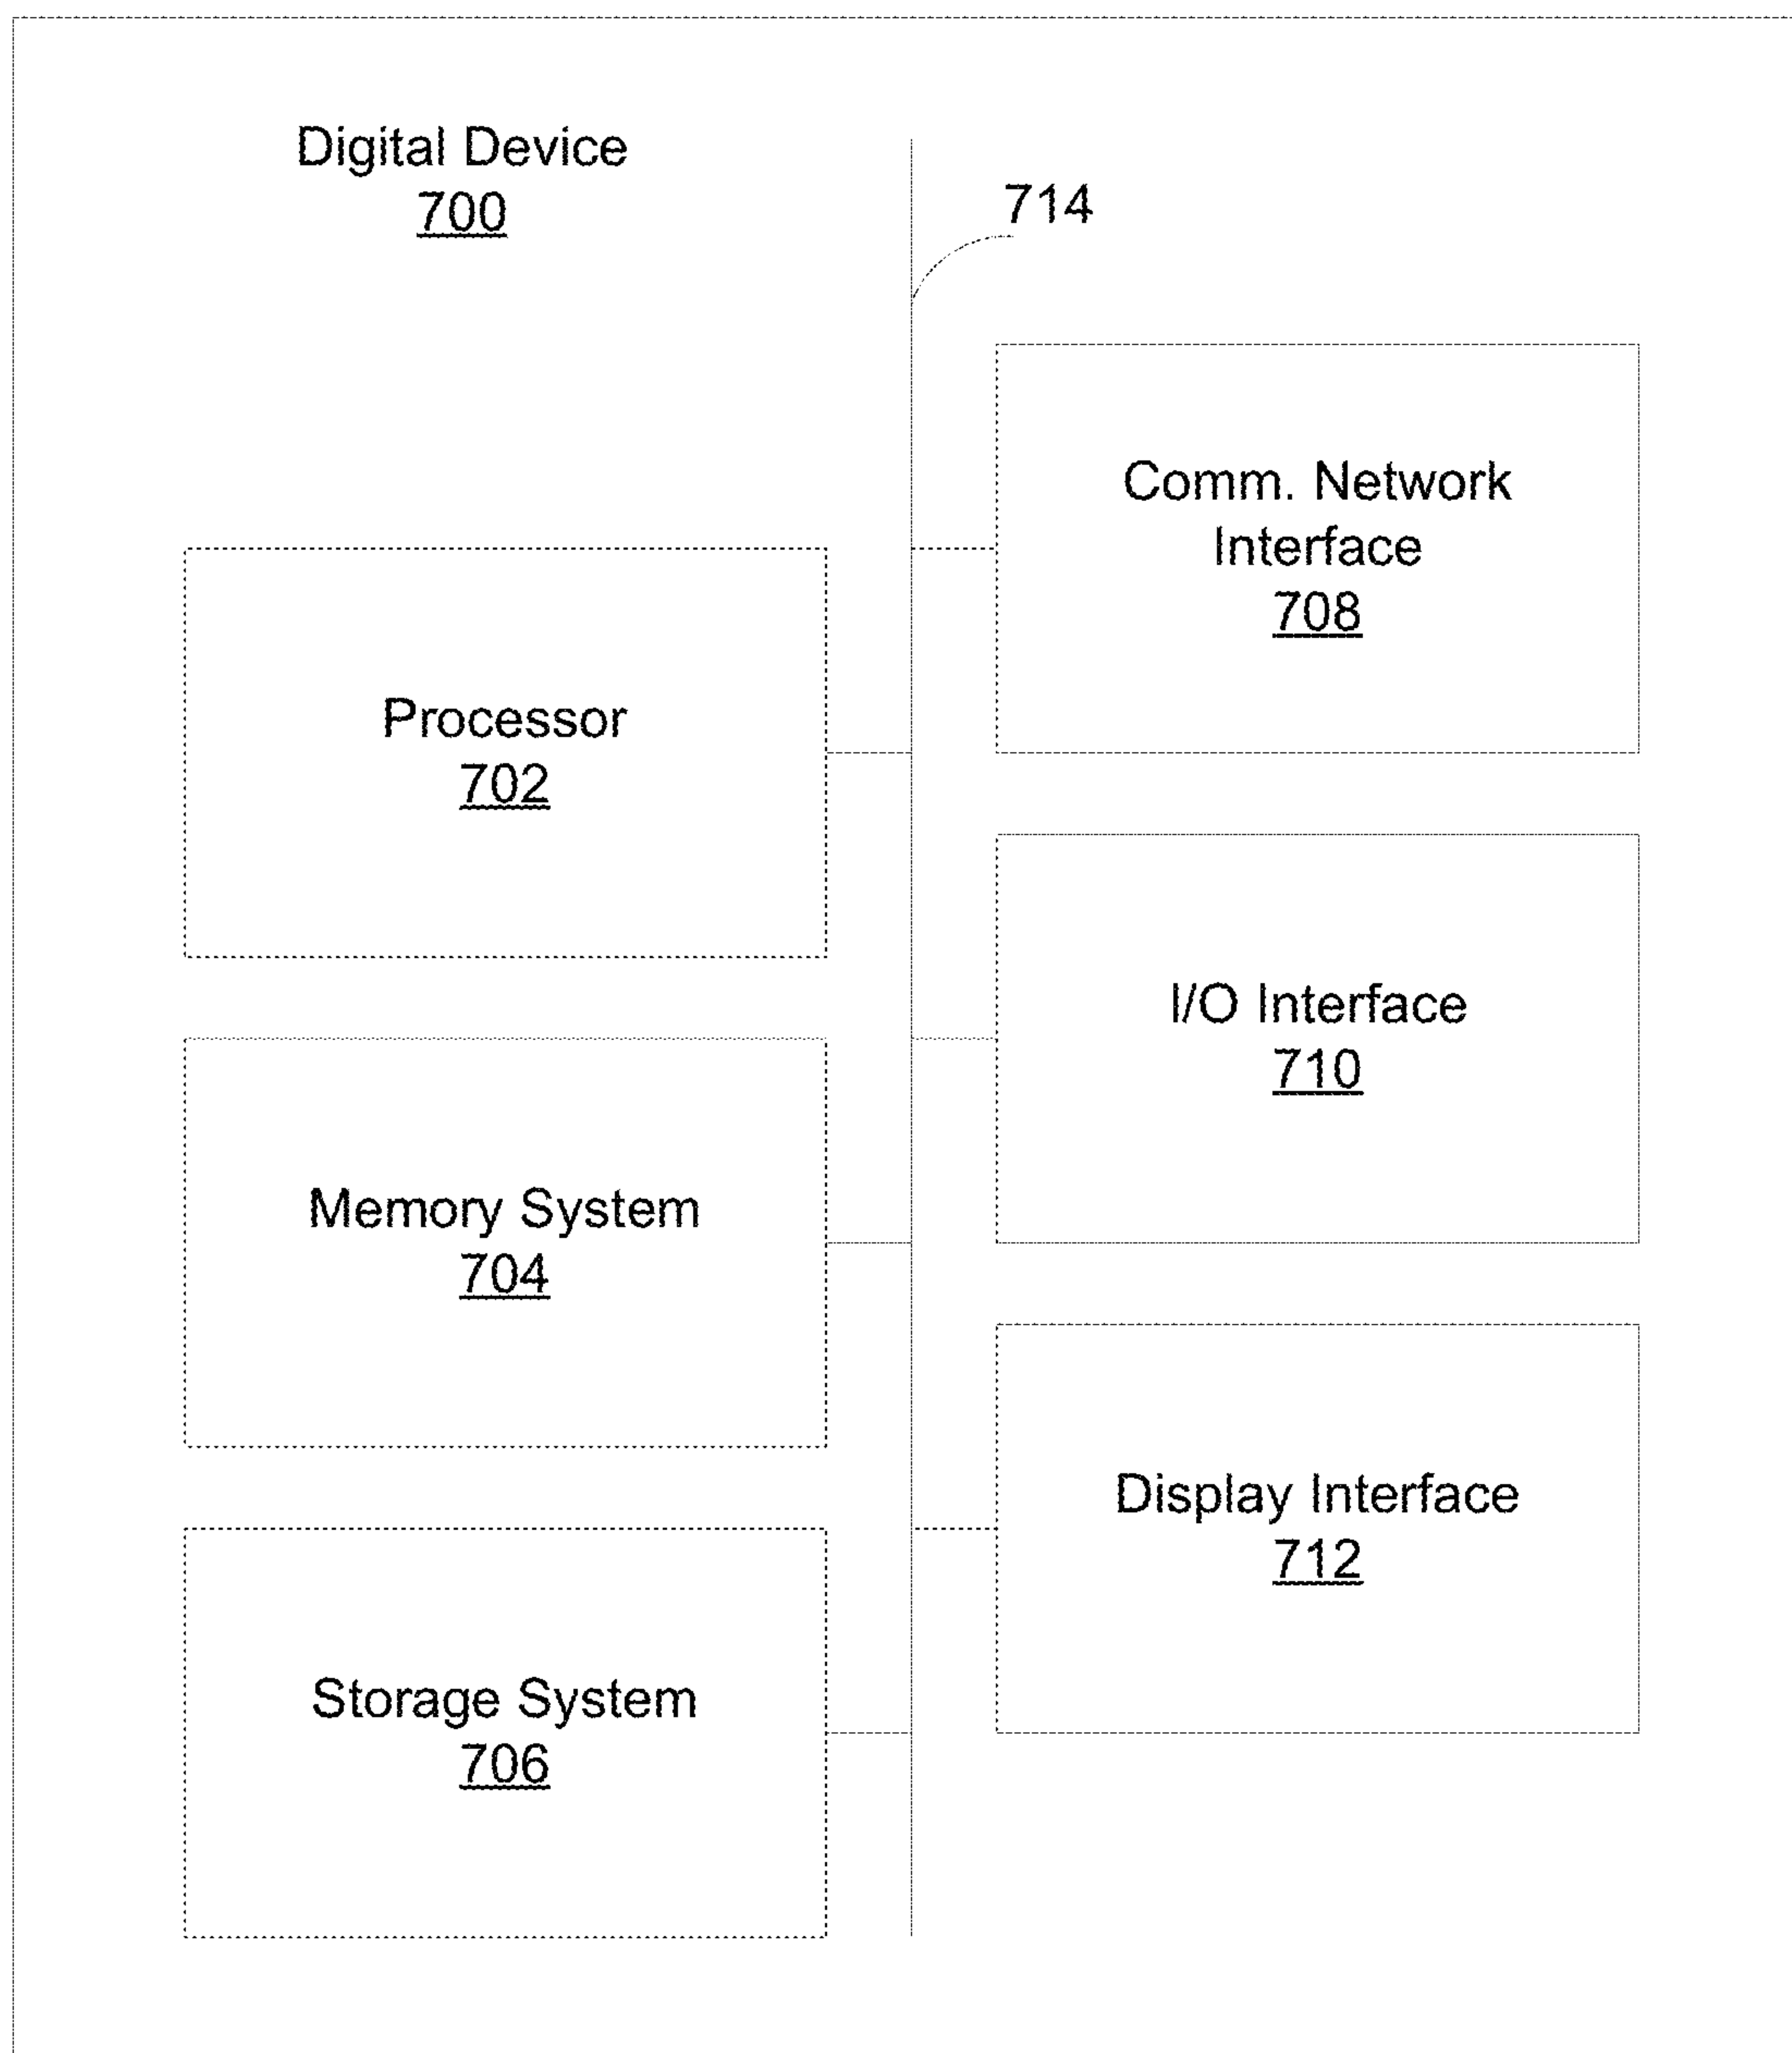 Digital Device
700
714
Comm. Network
Interface
708
Processor
702
I/O Interface
710
Memory System
704
Display Interface
712
Storage System
706